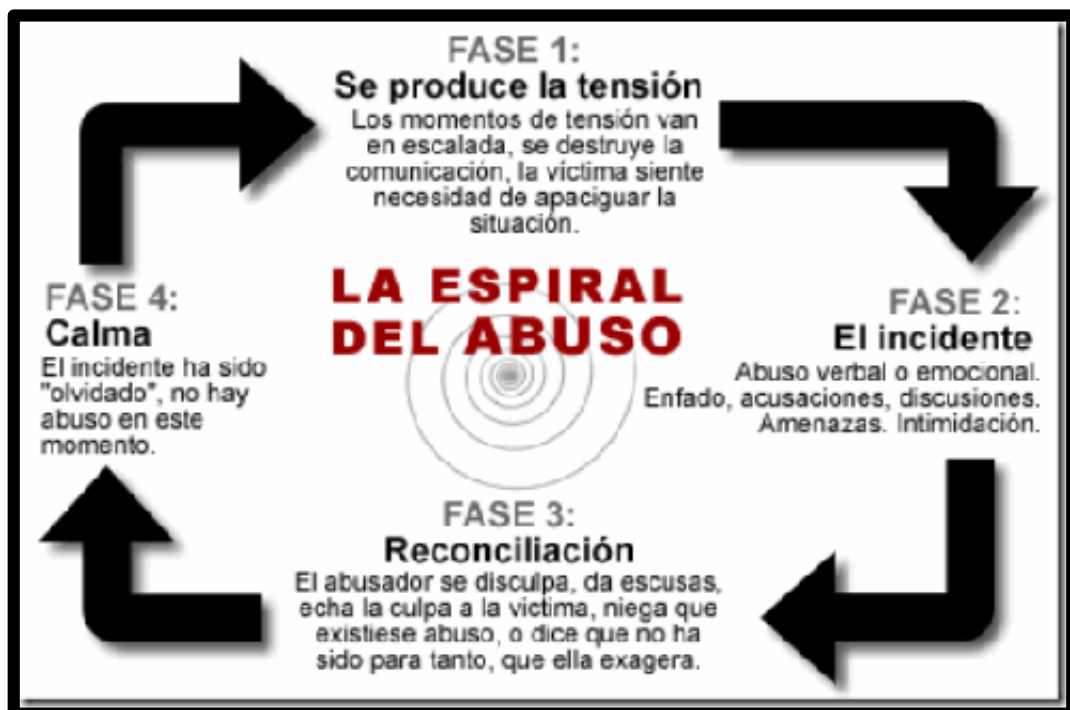 FASE 1:
Se produce la tensión
Los momentos de tensión van
en escalada, se destruye la
comunicación, la víctima siente
necesidad de apaciguar la
situación.
LA ESPIRAL
DEL ABUSO
FASE 2:
El incidente
Abuso verbal o emocional.
Enfado, acusaciones, discusiones.
Amenazas. Intimidación.
FASE 3:
Reconciliación
El abusador se disculpa, da escusas,
echa la culpa a la victima, niega que
existiese abuso, o dice que no ha
sido para tanto, que ella exagera.
FASE 4:
Calma
El incidente ha sido
"olvidado", no hay
abuso en este
momento.